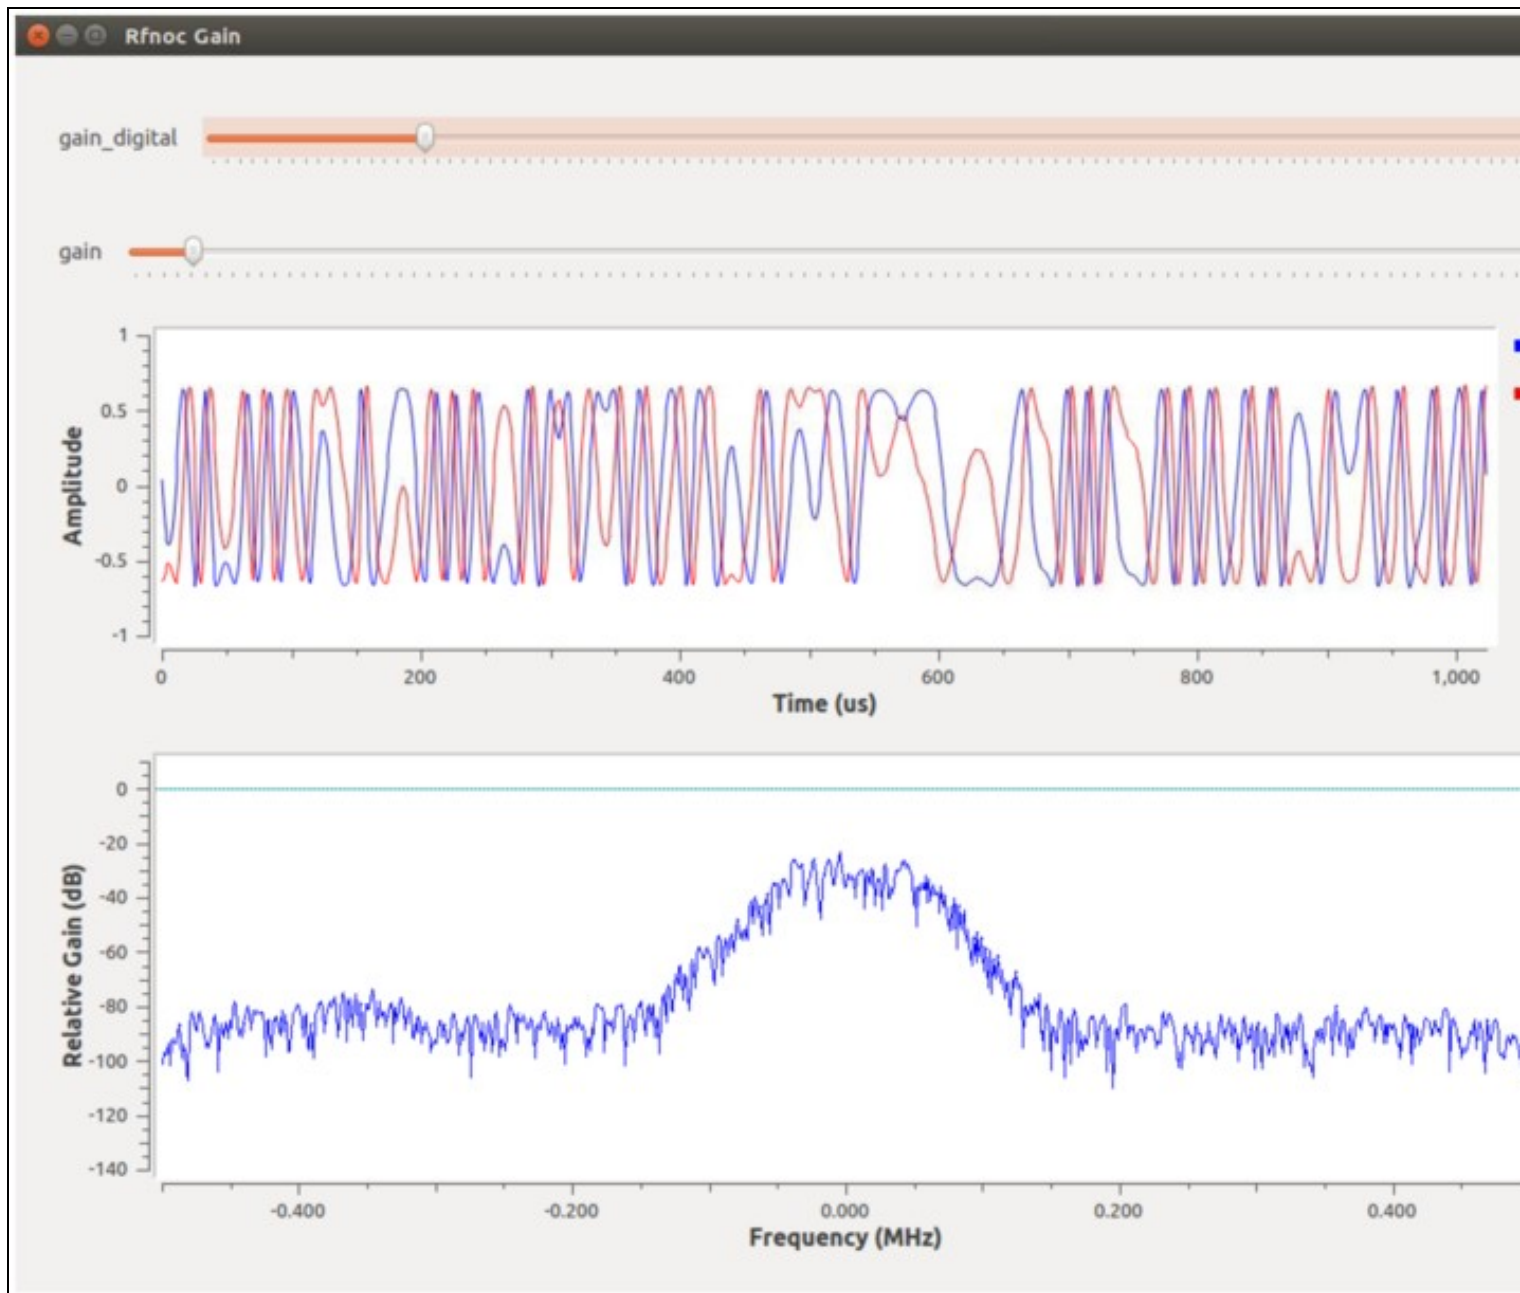 Rfnoc Gain
gain_digital
gain
1
0.5
0
-0.5
-1
Amplitude
0 200 400 600 800 1,000
Time (us)
0
-20
-40
-60
-80
-100
-120
-140
Relative Gain (dB)
-0.400 -0.200 0.000 0.200 0.400
Frequency (MHz)